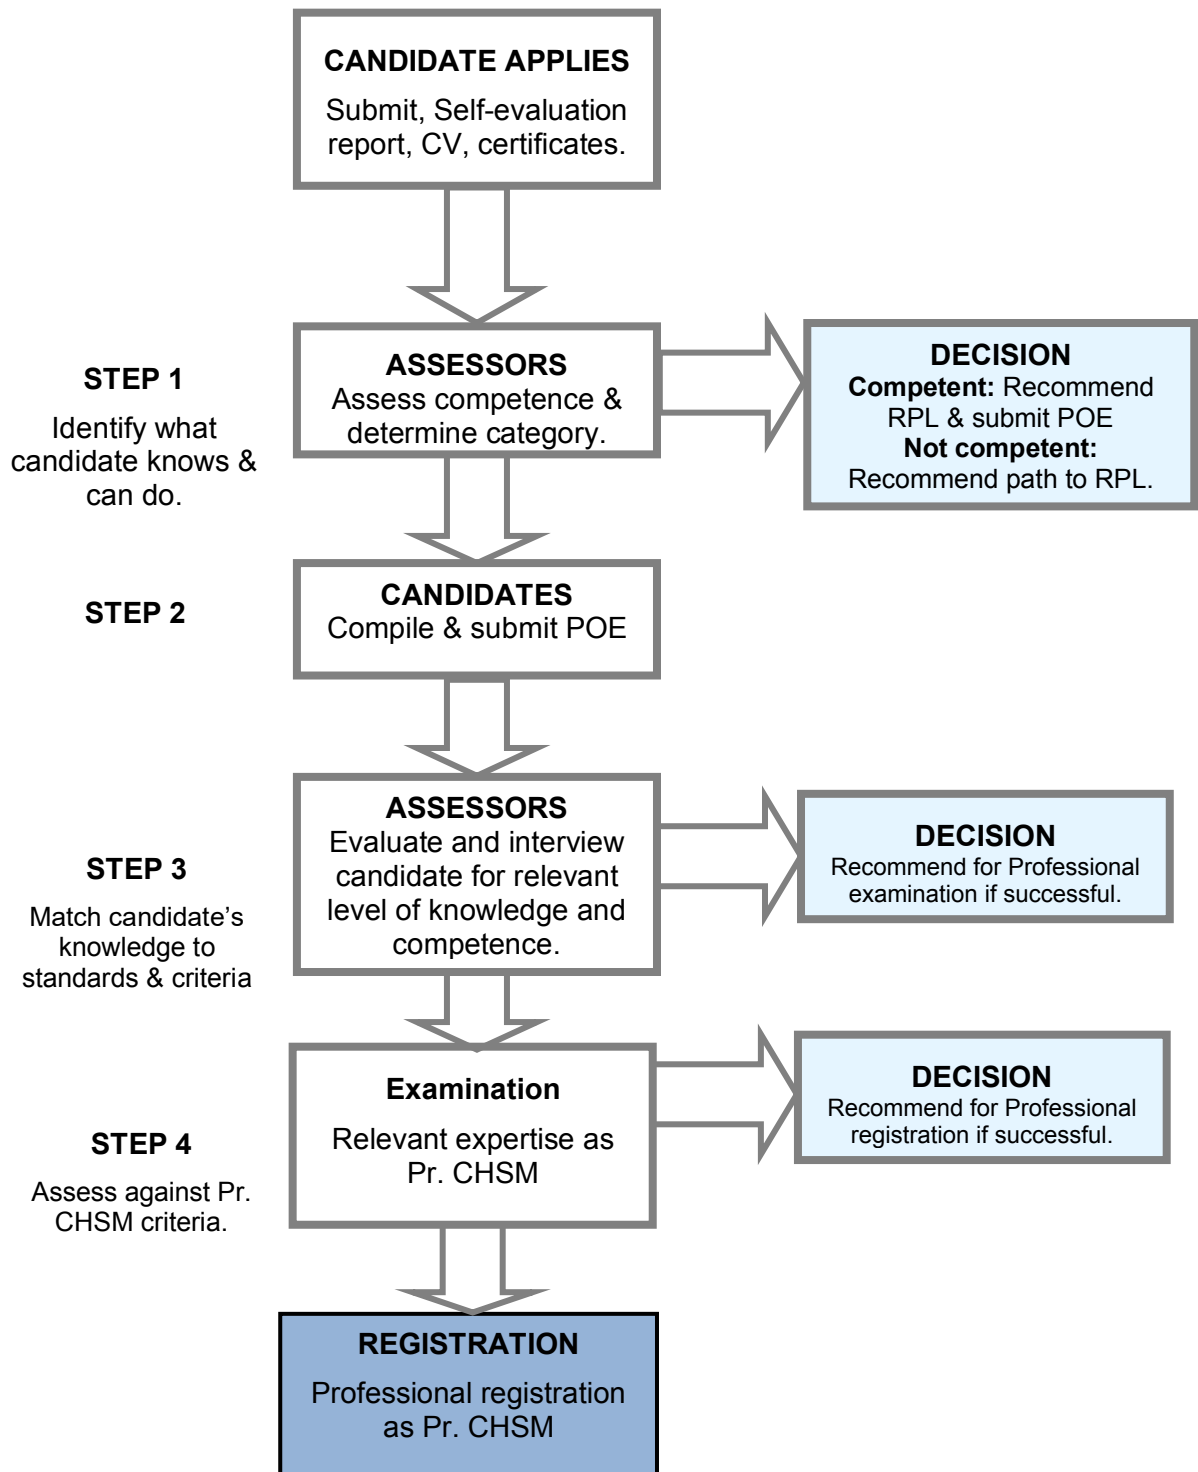 CANDIDATE APPLIES
Submit, Self-evaluation
report, CV, certificates.
STEP 1
Identify what
candidate knows &
can do.
ASSESSORS
Assess competence &
determine category.
DECISION
Competent: Recommend
RPL & submit POE
Not competent:
Recommend path to RPL.
STEP 2
CANDIDATES
Compile & submit POE
STEP 3
Match candidate’s
knowledge to
standards & criteria
ASSESSORS
Evaluate and interview
candidate for relevant
level of knowledge and
competence.
DECISION
Recommend for Professional
examination if successful.
STEP 4
Assess against Pr.
CHSM criteria.
Examination
Relevant expertise as
Pr. CHSM
DECISION
Recommend for Professional
registration if successful.
REGISTRATION
Professional registration
as Pr. CHSM